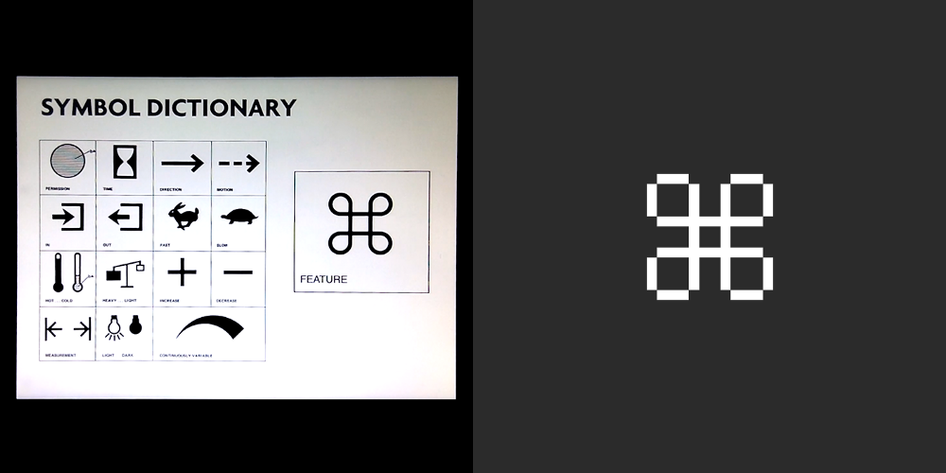 SYMBOL DICTIONARY
PERMISSION
TIME
DIRECTION
MOTION
IN
OUT
FAST
SLOW
HOT
COLD
HEAVY
LIGHT
INCREASE
DECREASE
MEASUREMENT
LIGHT
DARK
CONTINUOUSLY VARIABLE
FEATURE